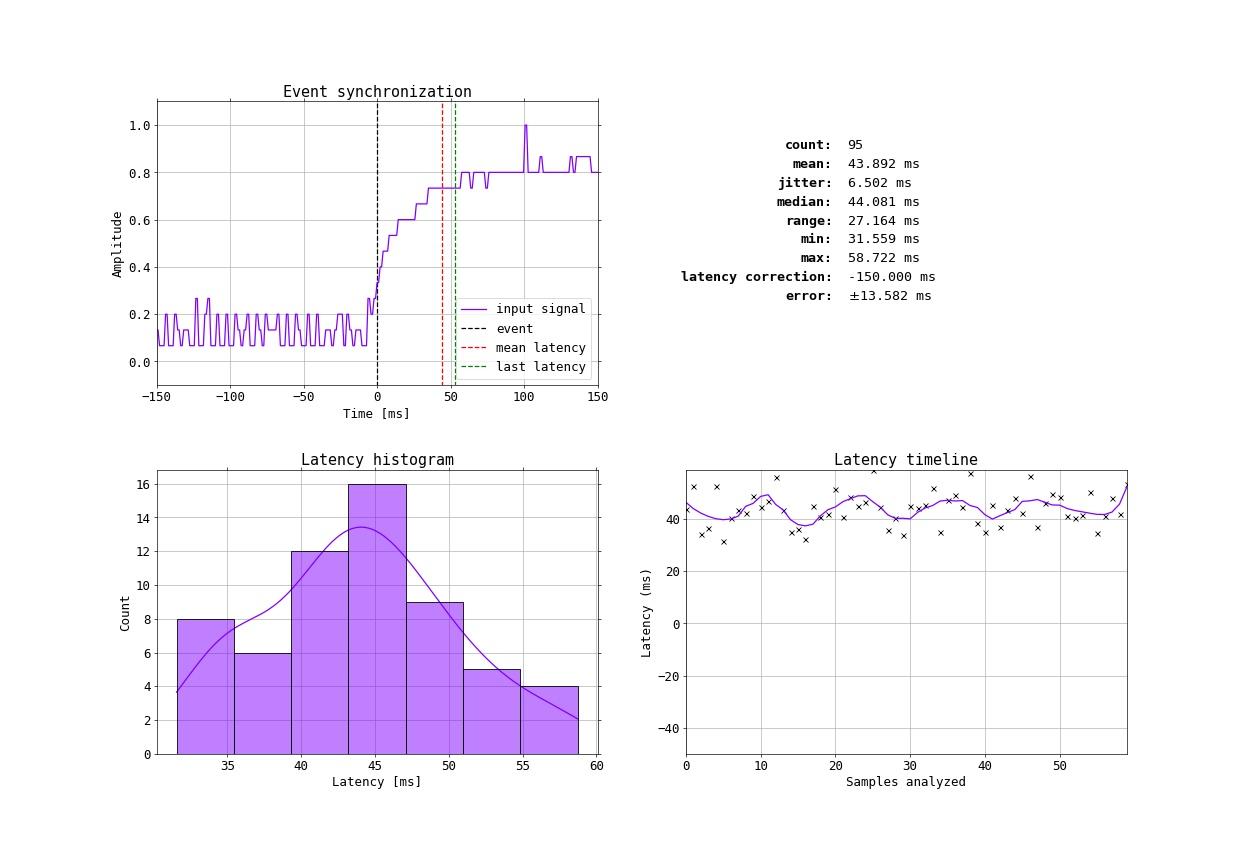 Event synchronization
1.0
0.8
0.6
0.4
0.2
0.0
Amplitude
input signal
event
mean latency
last latency
−150
−100
−50
0
50
100
150
Time [ms]
count: 95
mean: 43.892 ms
jitter: 6.502 ms
median: 44.081 ms
range: 27.164 ms
min: 31.559 ms
max: 58.722 ms
latency correction: -150.000 ms
error: ±13.582 ms
Latency histogram
16
14
12
10
8
6
4
2
0
Count
35
40
45
50
55
60
Latency [ms]
Latency timeline
40
20
0
−20
−40
Latency (ms)
0
10
20
30
40
50
Samples analyzed